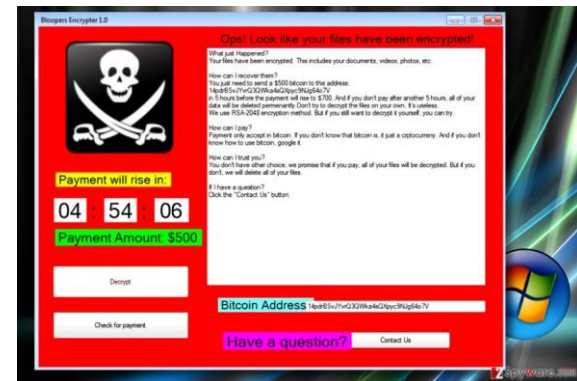 Bloopers Encrypter 1.0
Ops! Look like your files have been encrypted!
What just Happened?
Your files have been encrypted. This includes your documents, videos, photos, etc.
How can I recover them?
You just need to send a $500 bitcoin to this address:
in 5 hours before the payment will rise to $700. And if you don't pay after another 5 hours, all of your
data will be deleted permenantly Don't try to decrypt the files on your own. It's useless.
We use RSA-2048 encryption method. But if you still want to decrypt it yourself, you can try.
How can I pay?
Payment only accept in bitcoin. If you don't know that bitcoin is, it just a crptocurreny. And if you don't
know how to use bitcoin, google it.
How can I trust you?
You don't have other choice, we promise that if you pay, all of your files will be decrypted. But if you
don't, we will delete all of your files.
If I have a question?
Click the "Contact Us" button.
Payment will rise in:
04 : 54 : 06
Payment Amount: $500
Decrypt
Check for payment
Bitcoin Address
Have a question?
Contact Us